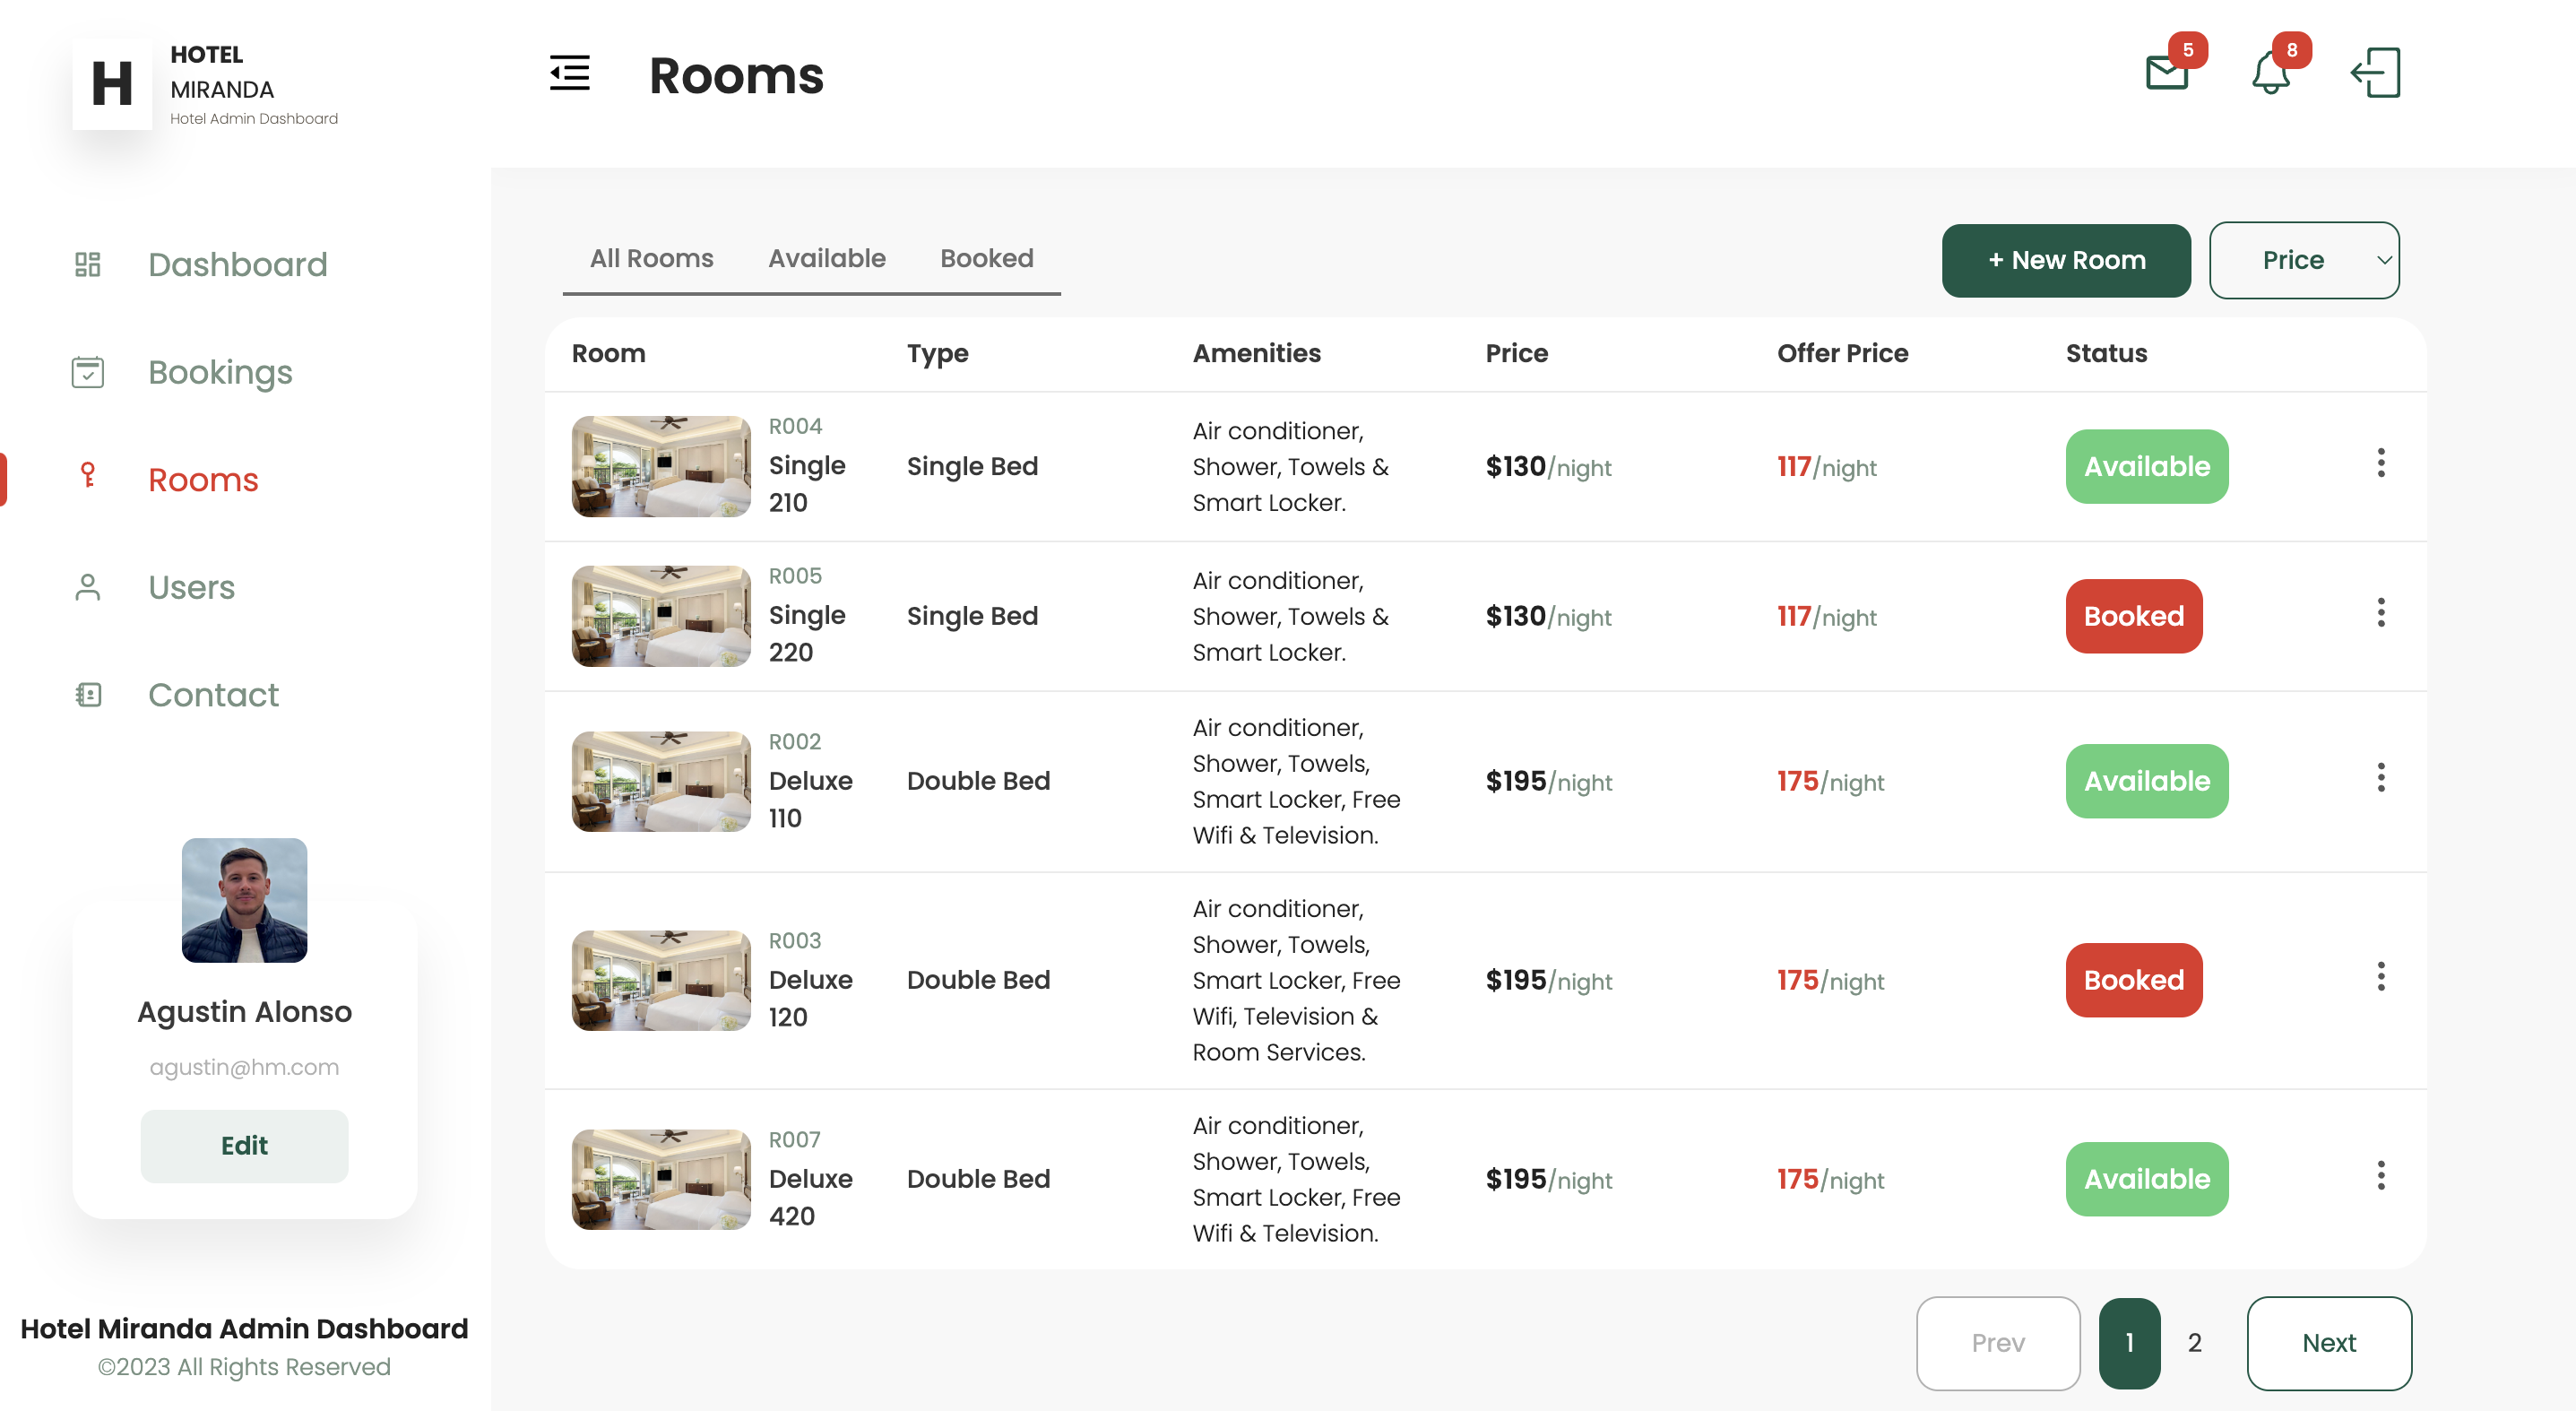 H
HOTEL
MIRANDA
Hotel Admin Dashboard
Rooms
5
8
Dashboard
Bookings
Rooms
Users
Contact
Agustin Alonso
agustin@hm.com
Edit
Hotel Miranda Admin Dashboard
©2023 All Rights Reserved
All Rooms Available Booked
+ New Room
Price
Room Type Amenities Price Offer Price Status
R004
Single
210
Single Bed
Air conditioner,
Shower, Towels &
Smart Locker.
$130/night
117/night
Available
R005
Single
220
Single Bed
Air conditioner,
Shower, Towels &
Smart Locker.
$130/night
117/night
Booked
R002
Deluxe
110
Double Bed
Air conditioner,
Shower, Towels,
Smart Locker, Free
Wifi & Television.
$195/night
175/night
Available
R003
Deluxe
120
Double Bed
Air conditioner,
Shower, Towels,
Smart Locker, Free
Wifi, Television &
Room Services.
$195/night
175/night
Booked
R007
Deluxe
420
Double Bed
Air conditioner,
Shower, Towels,
Smart Locker, Free
Wifi & Television.
$195/night
175/night
Available
Prev 1 2 Next